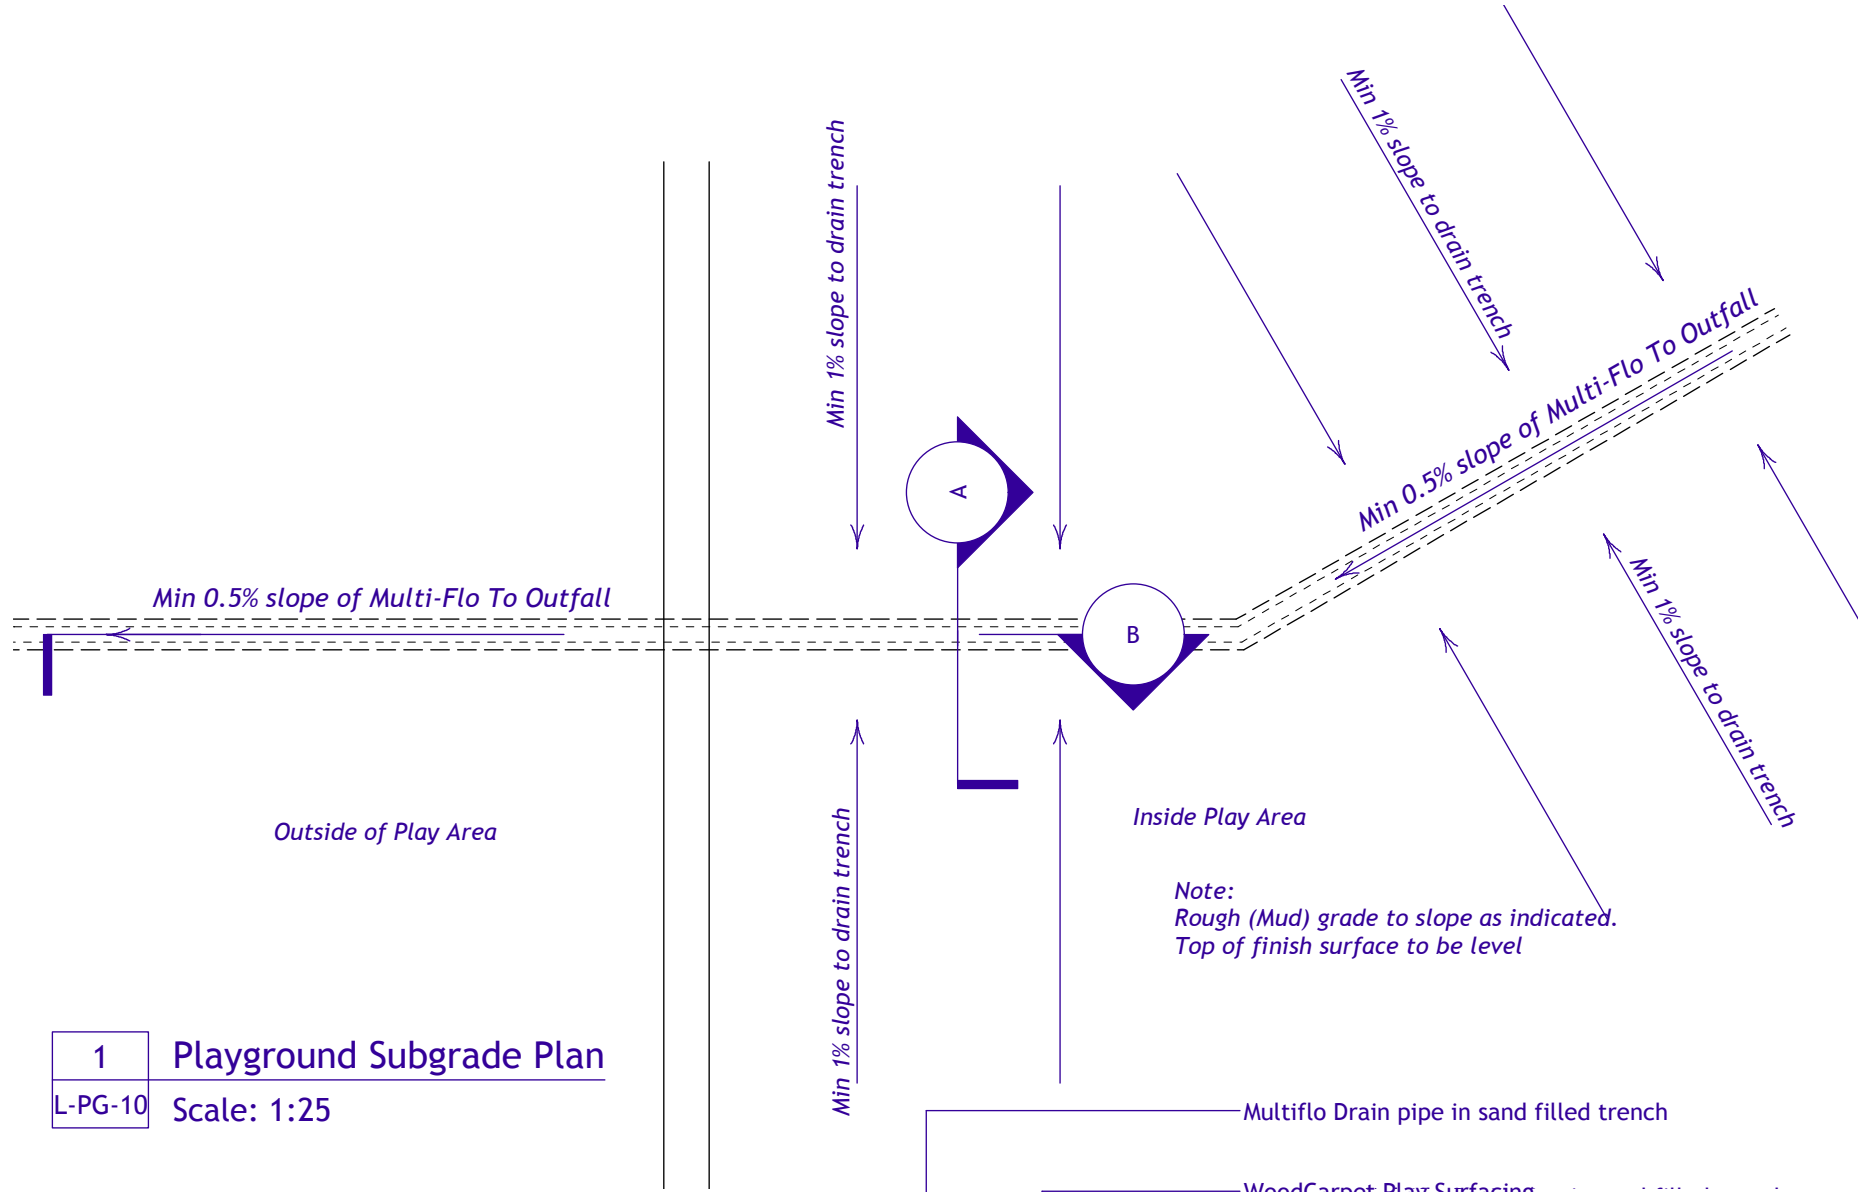 Min 1% slope to drain trench
Min 1% slope to drain trench
Min 0.5% slope of Multi-Flo To Outfall
A
Min 0.5% slope of Multi-Flo To Outfall
B
Min 1% slope to drain trench
Outside of Play Area
Inside Play Area
Min 1% slope to drain trench
Note:
Rough (Mud) grade to slope as indicated.
Top of finish surface to be level
1
Playground Subgrade Plan
L-PG-10
Scale: 1:25
Multiflo Drain pipe in sand filled trench
WoodCarpet Play Surfacing